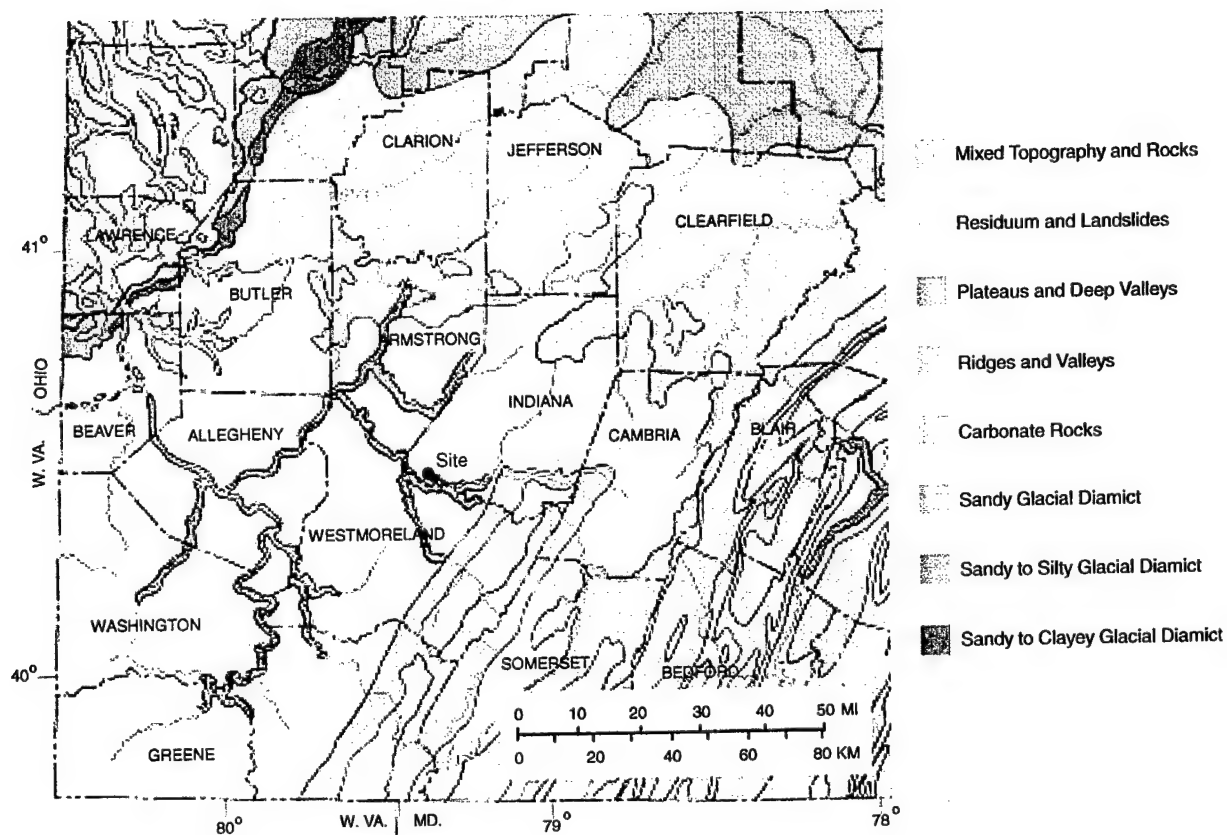 CLARION
JEFFERSON
CLEARFIELD
LAWRENCE
41°
BUTLER
ARMSTRONG
OHIO
W. VA.
INDIANA
BEAVER
ALLEGHENY
CAMBRIA
BLAIR
Site
WESTMORELAND
WASHINGTON
40°
SOMERSET
BEDFORD
GREENE
0 10 20 30 40 50 MI
0 20 40 60 80 KM
80°
W. VA.
MD.
79°
78°
Mixed Topography and Rocks
Residuum and Landslides
Plateaus and Deep Valleys
Ridges and Valleys
Carbonate Rocks
Sandy Glacial Diamict
Sandy to Silty Glacial Diamict
Sandy to Clayey Glacial Diamict